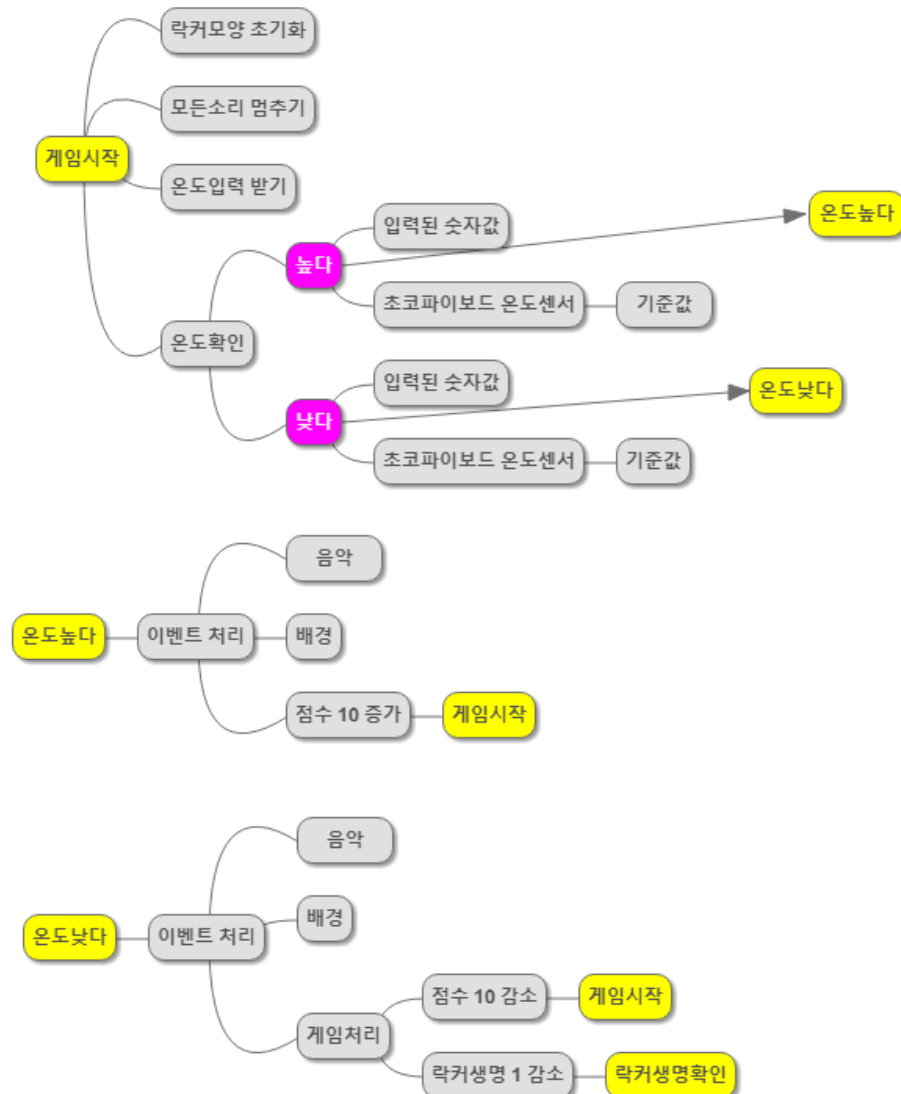 락커모양 초기화
모든소리 멈추기
게임시작
온도입력 받기
온도높다
입력된 숫자값
높다
초코파이보드 온도센서
기준값
온도확인
입력된 숫자값
온도낮다
낮다
초코파이보드 온도센서
기준값
음악
온도높다
이벤트 처리
배경
점수 10 증가
게임시작
음악
배경
온도낮다
이벤트 처리
점수 10 감소
게임시작
게임처리
락커생명 1 감소
락커생명확인